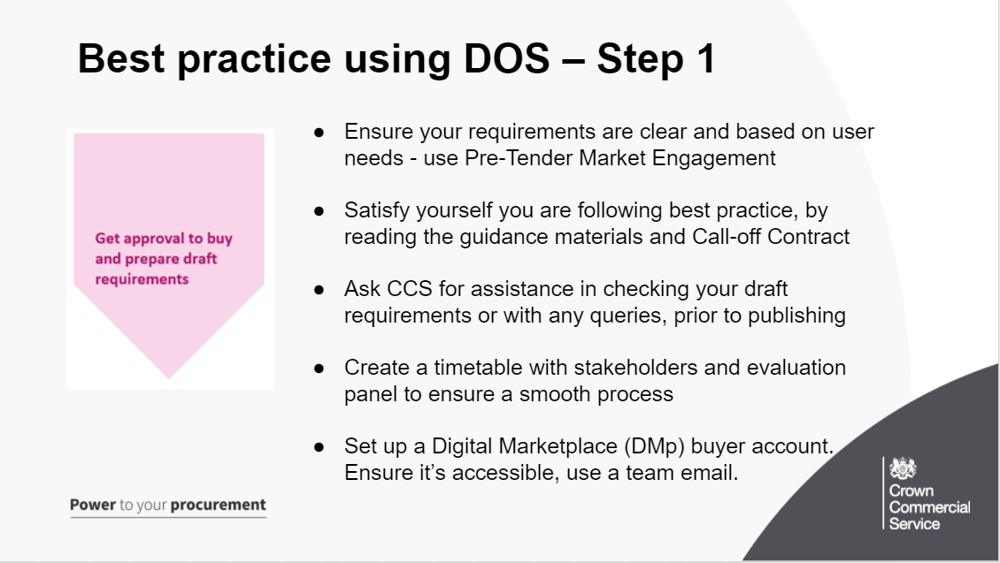 Best practice using DOS – Step 1
Get approval to buy
and prepare draft
requirements
● Ensure your requirements are clear and based on user
needs - use Pre-Tender Market Engagement
● Satisfy yourself you are following best practice, by
reading the guidance materials and Call-off Contract
● Ask CCS for assistance in checking your draft
requirements or with any queries, prior to publishing
● Create a timetable with stakeholders and evaluation
panel to ensure a smooth process
● Set up a Digital Marketplace (DMp) buyer account.
Ensure it’s accessible, use a team email.
Power to your procurement
Crown
Commercial
Service